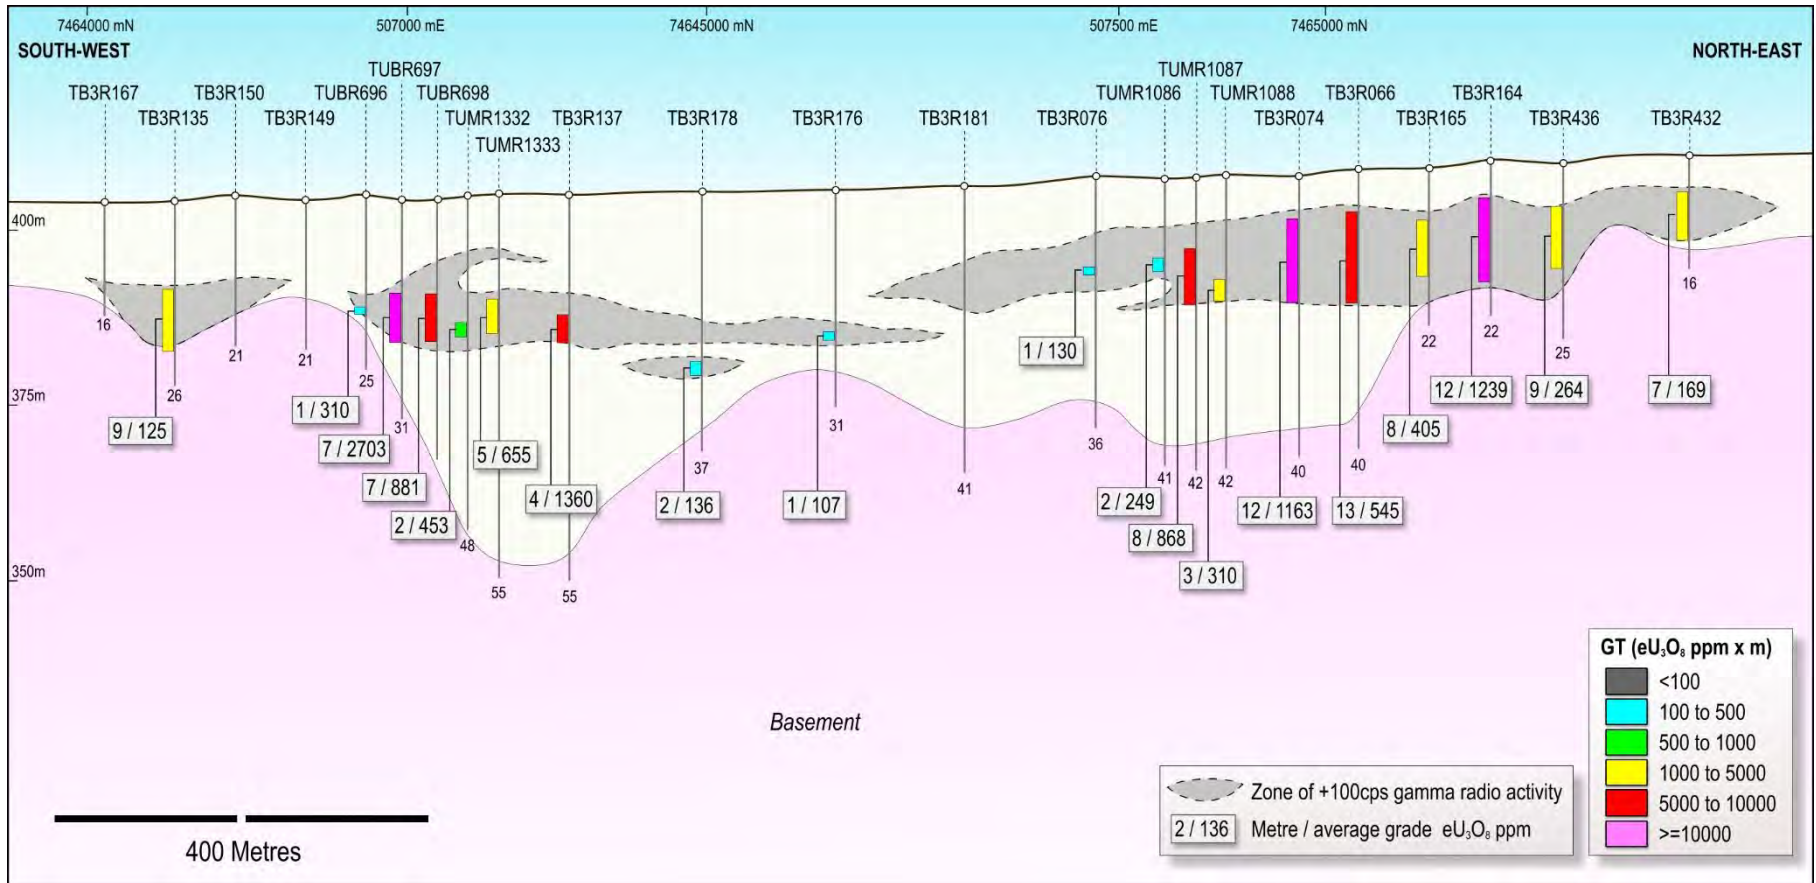 7464000 mN
507000 mE
74645000 mN
507500 mE
7465000 mN
SOUTH-WEST
NORTH-EAST
TUBR697
TUMR1087
TB3R167
TB3R150
TUBR696
TUBR698
TUMR1086
TUMR1088
TB3R066
TB3R164
TB3R135
TB3R149
TUMR1332
TB3R137
TB3R178
TB3R176
TB3R181
TB3R076
TB3R074
TB3R165
TB3R436
TB3R432
TUMR1333
400m
16
16
22
22
21
21
25
25
1 / 130
26
12 / 1239
9 / 264
7 / 169
375m
1 / 310
9 / 125
31
31
36
8 / 405
7 / 2703
5 / 655
37
41
41
42
42
40
40
7 / 881
4 / 1360
2 / 136
1 / 107
2 / 249
12 / 1163
13 / 545
2 / 453
8 / 868
48
350m
3 / 310
55
55
Basement
GT (eU₃O₈ ppm x m)
<100
100 to 500
500 to 1000
1000 to 5000
5000 to 10000
>=10000
Zone of +100cps gamma radio activity
2 / 136
Metre / average grade eU₃O₈ ppm
400 Metres